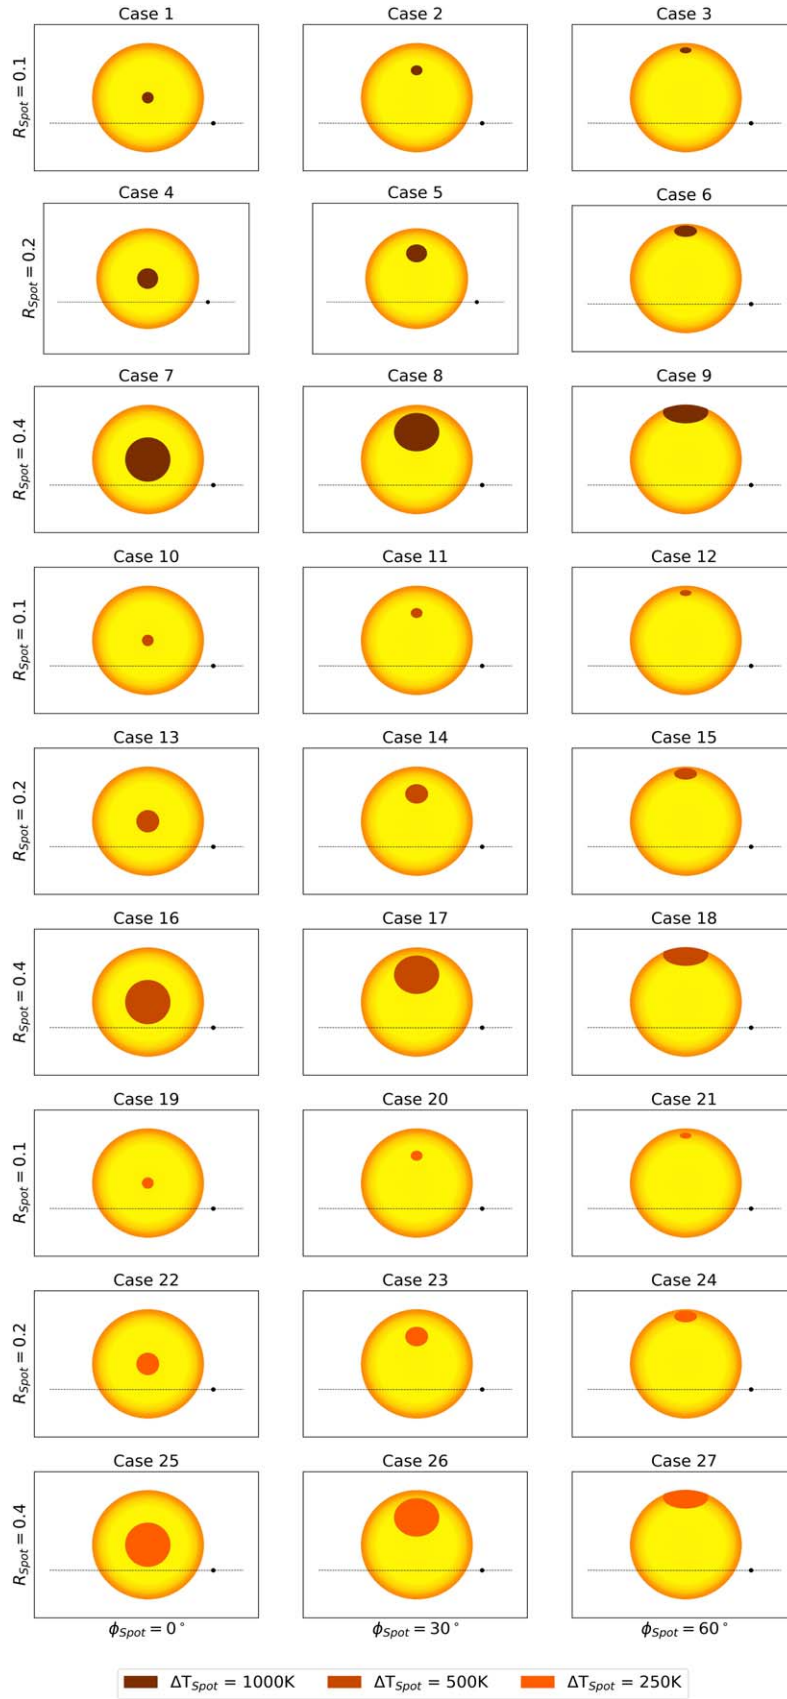 Case 1 Case 2 Case 3
R_Spot = 0.1
Case 4 Case 5 Case 6
R_Spot = 0.2
Case 7 Case 8 Case 9
R_Spot = 0.4
Case 10 Case 11 Case 12
R_Spot = 0.1
Case 13 Case 14 Case 15
R_Spot = 0.2
Case 16 Case 17 Case 18
R_Spot = 0.4
Case 19 Case 20 Case 21
R_Spot = 0.1
Case 22 Case 23 Case 24
R_Spot = 0.2
Case 25 Case 26 Case 27
R_Spot = 0.4
ϕ_Spot = 0° ϕ_Spot = 30° ϕ_Spot = 60°
ΔT_Spot = 1000K ΔT_Spot = 500K ΔT_Spot = 250K